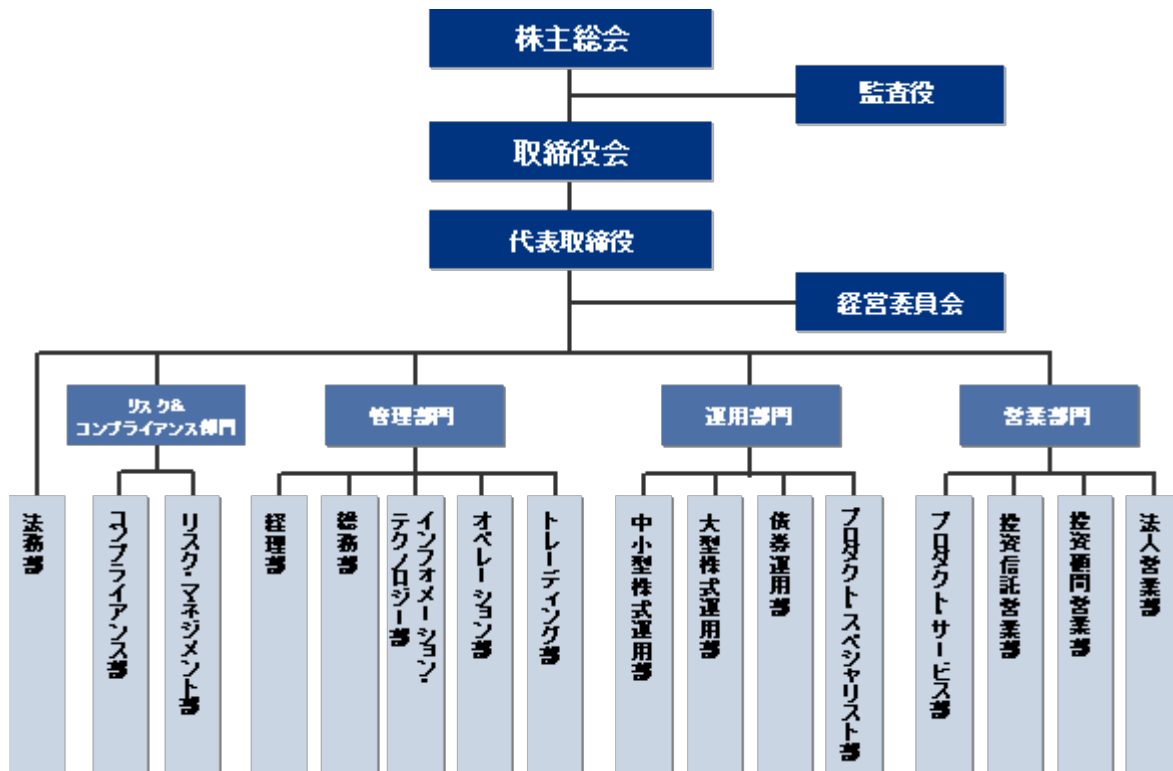 株主総会
監査役
取締役会
代表取締役
経営委員会
リスク&
コンプライアンス部門
管理部門
運用部門
営業部門
法務部
コンプライアンス部
リスク・マネジメント部
経理部
総務部
インフォメーション・
テクノロジー部
オペレーション部
トレーディング部
中小型株式運用部
大型株式運用部
債券運用部
プロダクト・スペシャリスト部
プロダクト・サービス部
投資信託営業部
投資顧問営業部
法人営業部